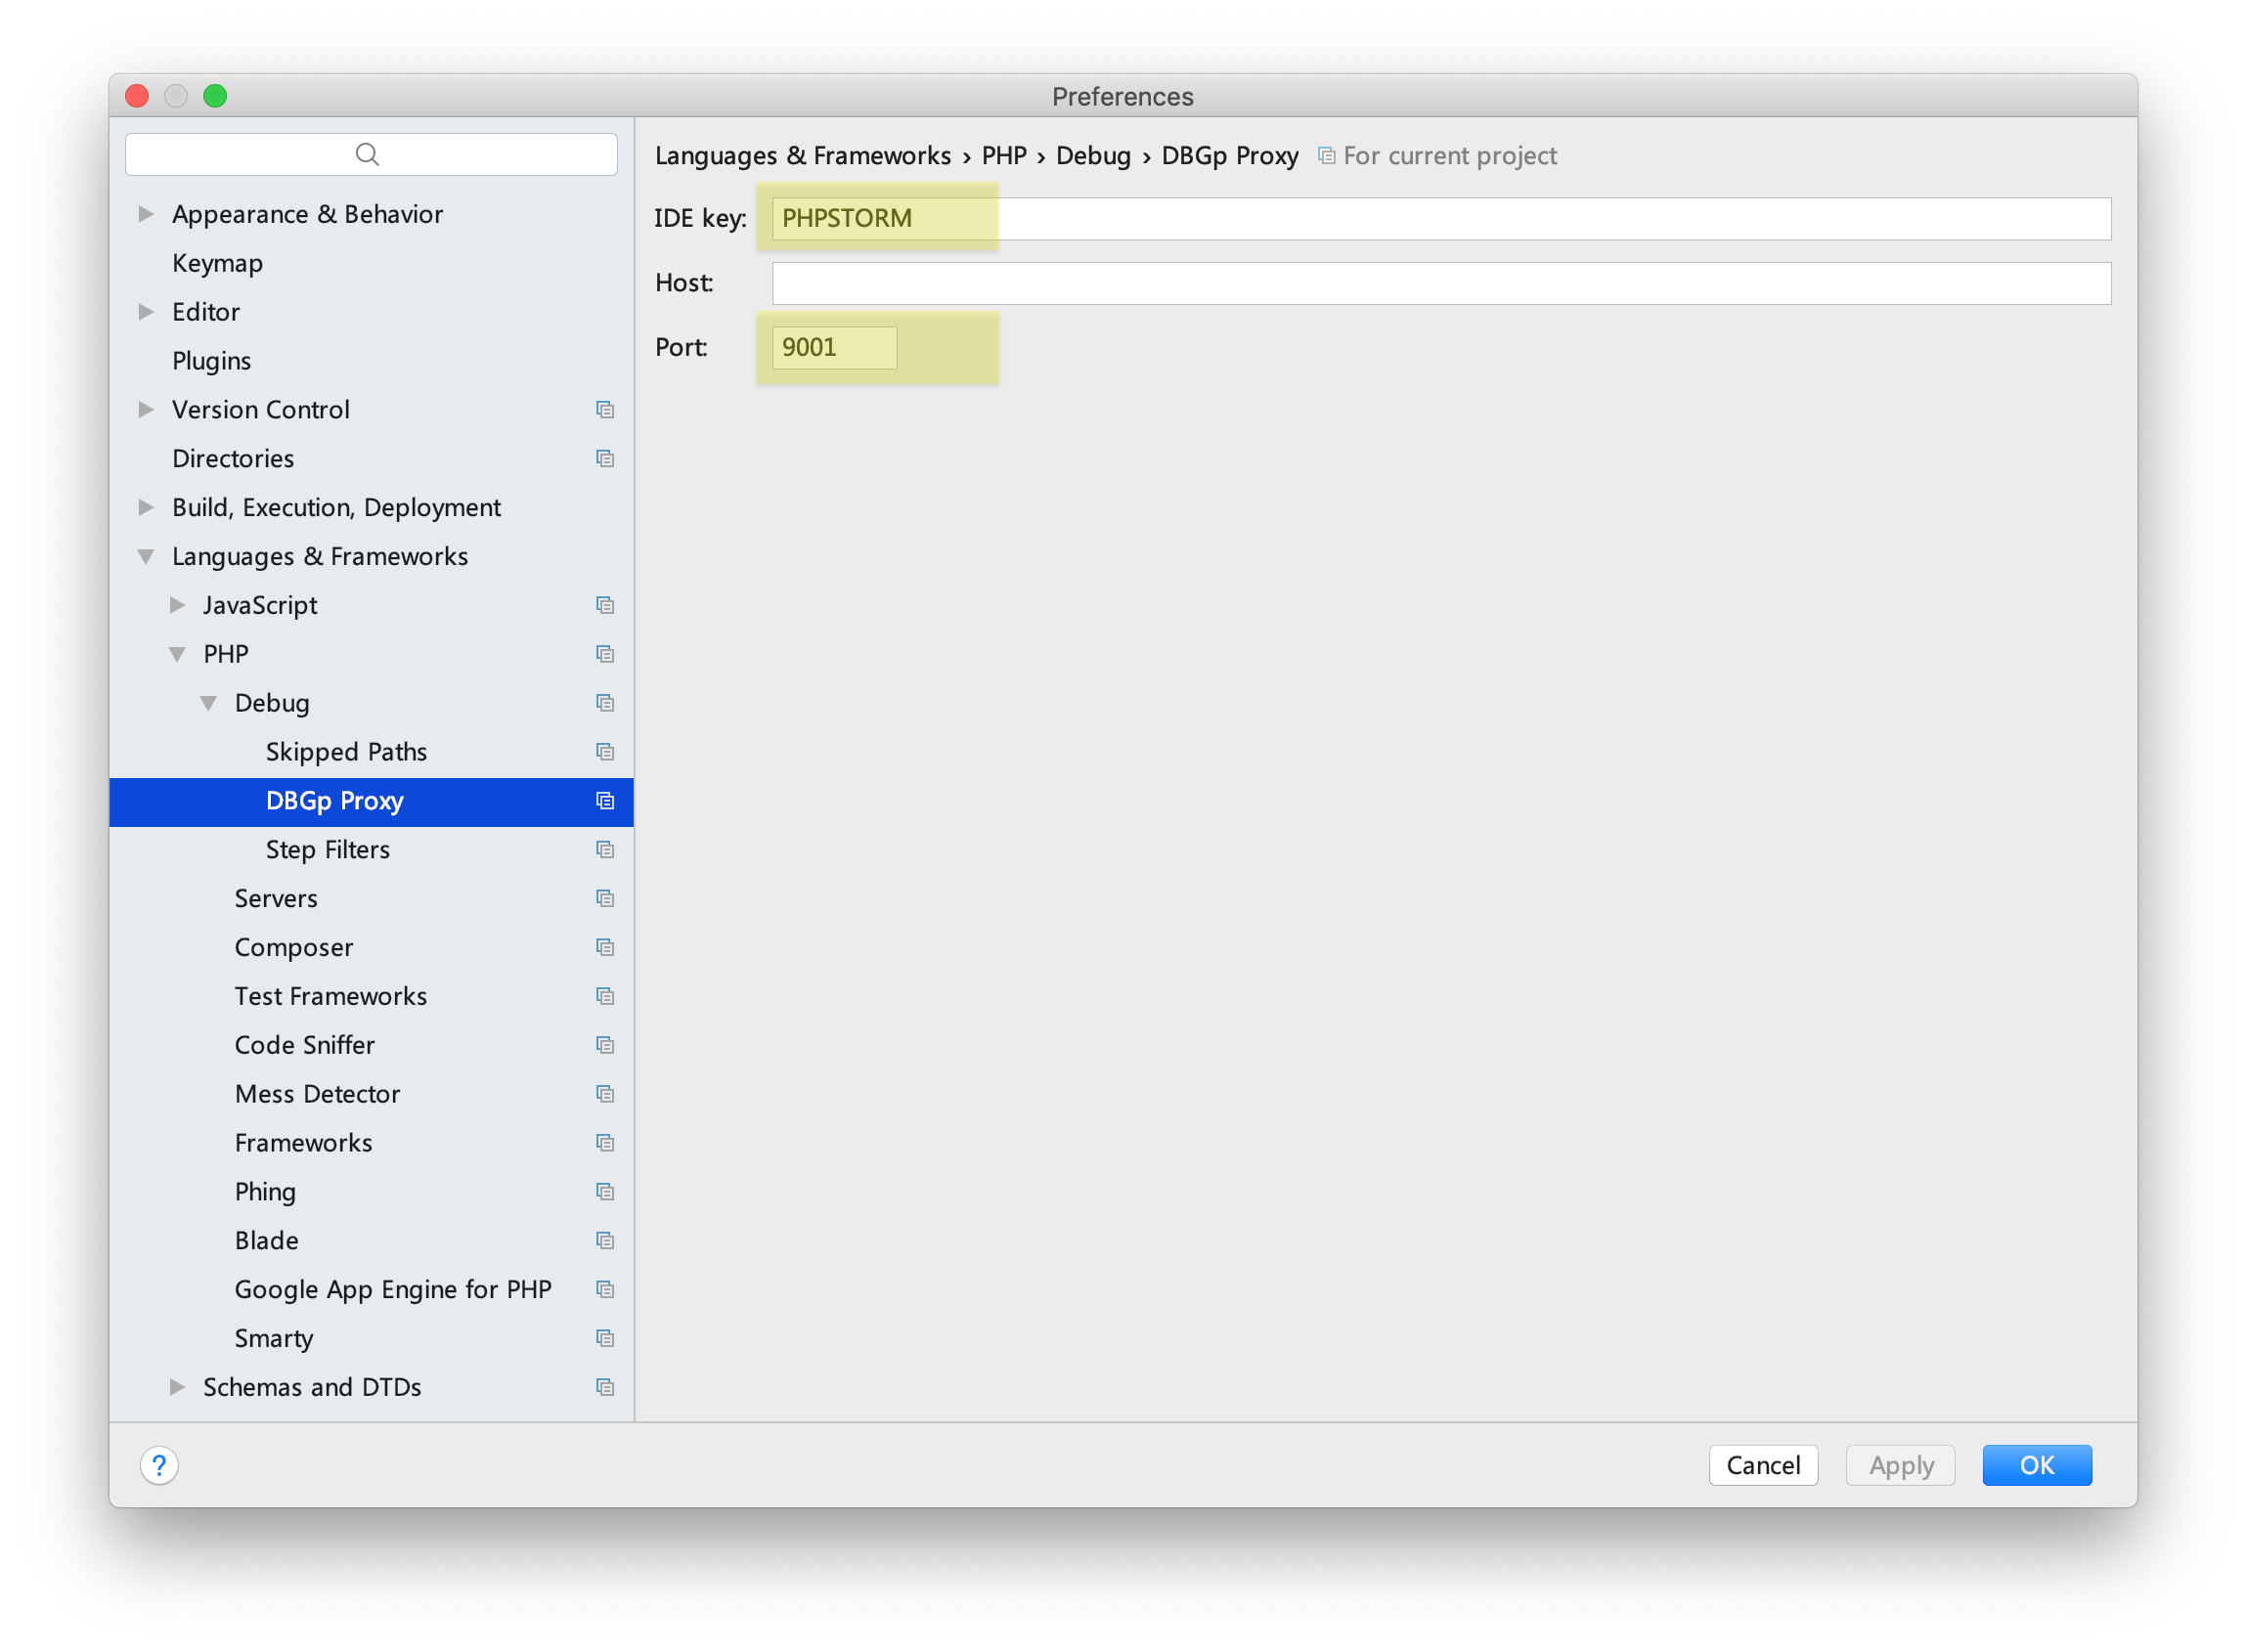 Preferences
Appearance & Behavior
Keymap
Editor
Plugins
Version Control
Directories
Build, Execution, Deployment
Languages & Frameworks
JavaScript
PHP
Debug
Skipped Paths
DBGp Proxy
Step Filters
Servers
Composer
Test Frameworks
Code Sniffer
Mess Detector
Frameworks
Phing
Blade
Google App Engine for PHP
Smarty
Schemas and DTDs
Languages & Frameworks › PHP › Debug › DBGp Proxy For current project
IDE key: PHPSTORM
Host:
Port: 9001
? Cancel Apply OK